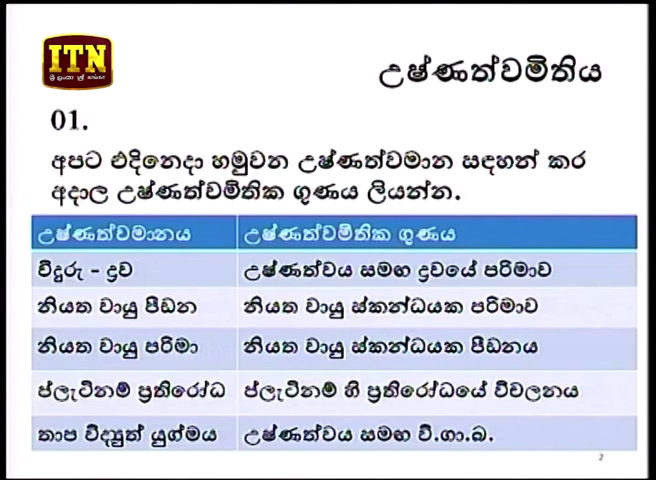 ITN
ශ්‍රී ලංකා ශ්‍රී සක්සා
උෂ්ණත්වමිතිය
01.
අපට එදිනෙදා හමුවන උෂ්ණත්වමාන සඳහන් කර
අදාල උෂ්ණත්වමිතික ගුණය ලියන්න.
උෂ්ණත්වමානය උෂ්ණත්වමිතික ගුණය
විදුරු - ද්‍රව උෂ්ණත්වය සමඟ ද්‍රවයේ පරිමාව
නියත වායු පීඩන නියත වායු ස්කන්ධයක පරිමාව
නියත වායු පරිමා නියත වායු ස්කන්ධයක පීඩනය
ප්ලැටිනම් ප්‍රතිරෝධ ප්ලැටිනම් හි ප්‍රතිරෝධයේ විචලනය
තාප විද්‍යුත් යුග්මය උෂ්ණත්වය සමඟ වි.ගා.බ.
2